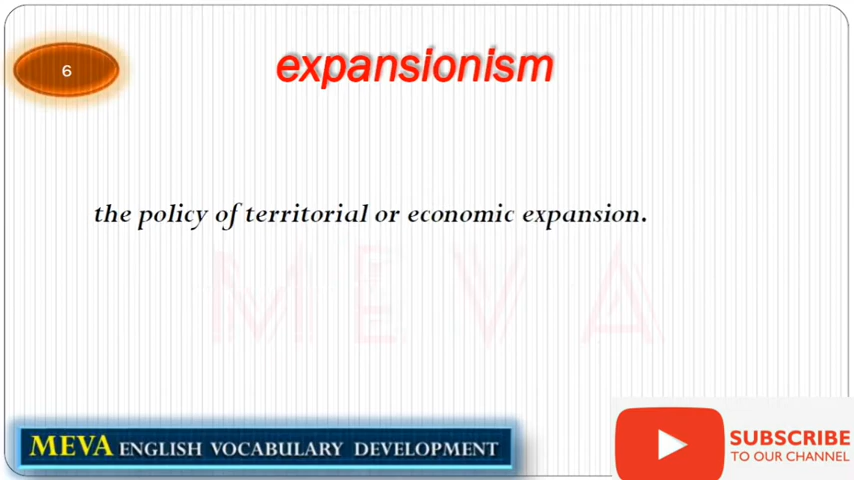 6
expansionism
the policy of territorial or economic expansion.
MEVA
MEVA ENGLISH VOCABULARY DEVELOPMENT
SUBSCRIBE
TO OUR CHANNEL